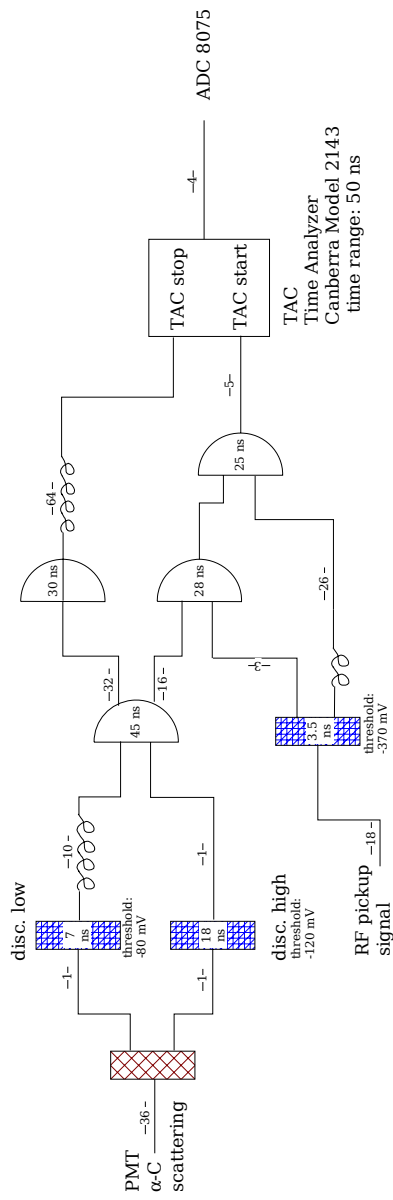 PMT
α-C
scattering
−36 −
−1−
−1−
disc. low
7
ns
threshold:
-80 mV
18
ns
disc. high
threshold:
-120 mV
−10−
−1−
RF pickup
signal
−18 −
3.5
ns
threshold:
-370 mV
45 ns
−32 −
−16 −
−3−
−26 −
30 ns
28 ns
−64−
25 ns
−5−
TAC stop
TAC start
TAC
Time Analyzer
Canberra Model 2143
time range: 50 ns
−4−
ADC 8075